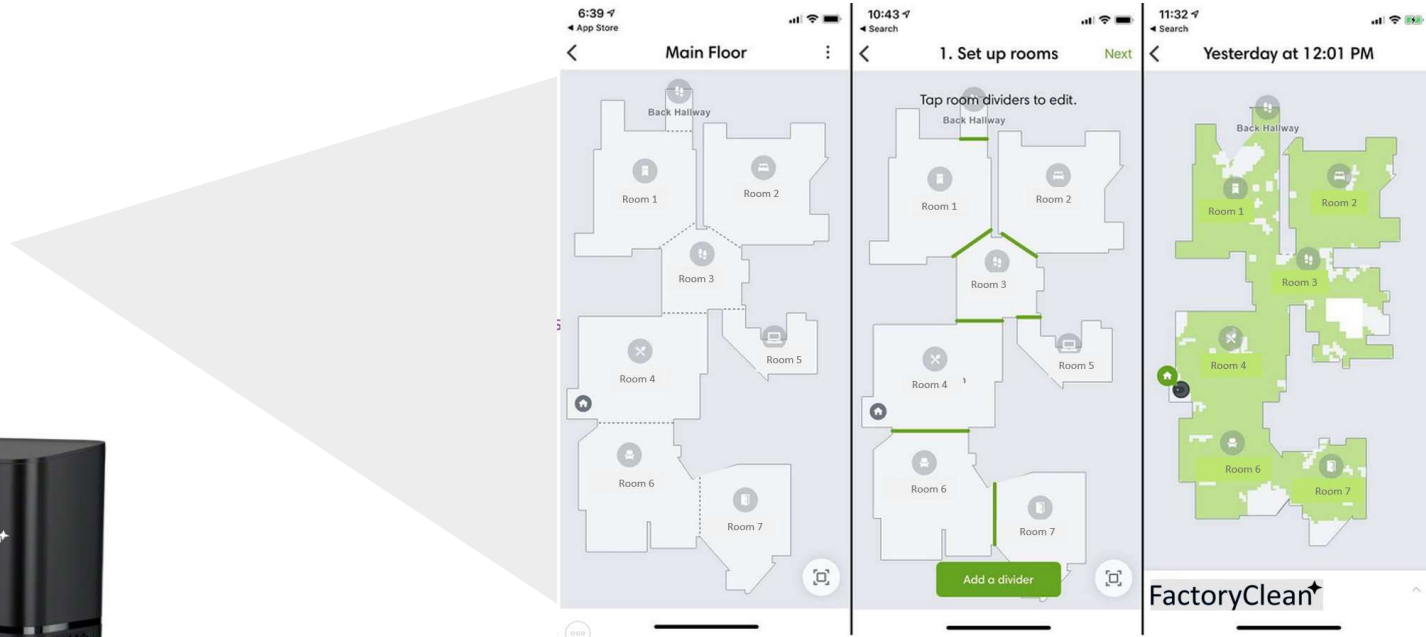 6:39
◄ App Store
Main Floor
Back Hallway
Room 1
Room 2
Room 3
Room 5
Room 4
Room 6
Room 7
10:43
◄ Search
1. Set up rooms
Next
Tap room dividers to edit.
Back Hallway
Room 1
Room 2
Room 3
Room 5
Room 4
Room 6
Room 7
Add a divider
11:32
◄ Search
Yesterday at 12:01 PM
Back Hallway
Room 1
Room 2
Room 3
Room 4
Room 6
Room 7
FactoryClean